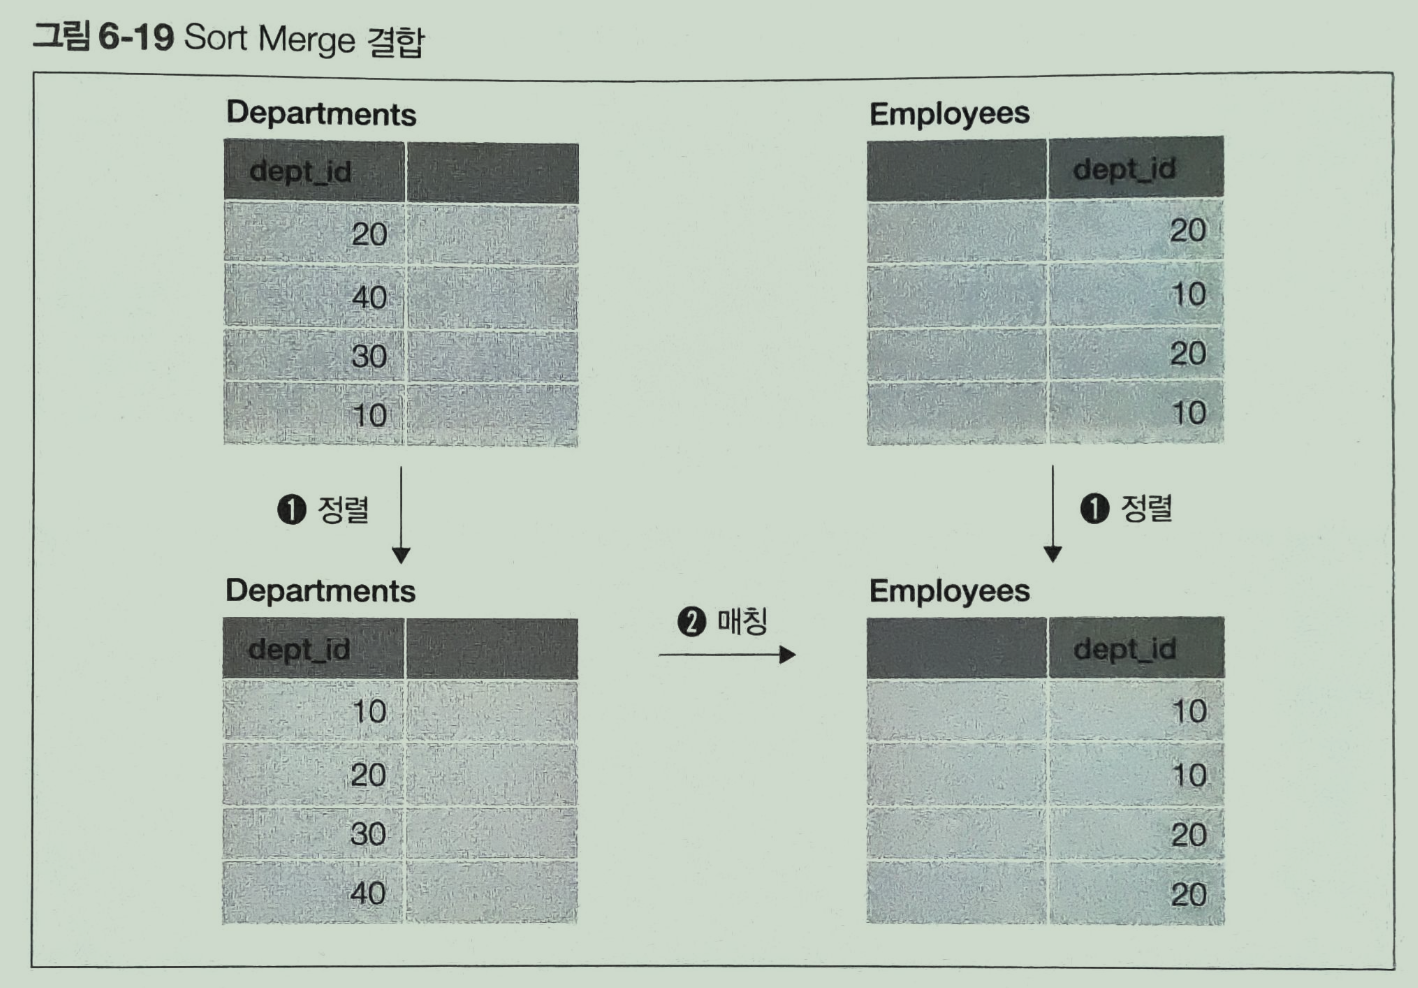 그림 6-19 Sort Merge 결합
Departments
dept_id
20
40
30
10
Employees
dept_id
20
10
20
10
❶ 정렬
❶ 정렬
Departments
dept_id
10
20
30
40
❷ 매칭
Employees
dept_id
10
10
20
20